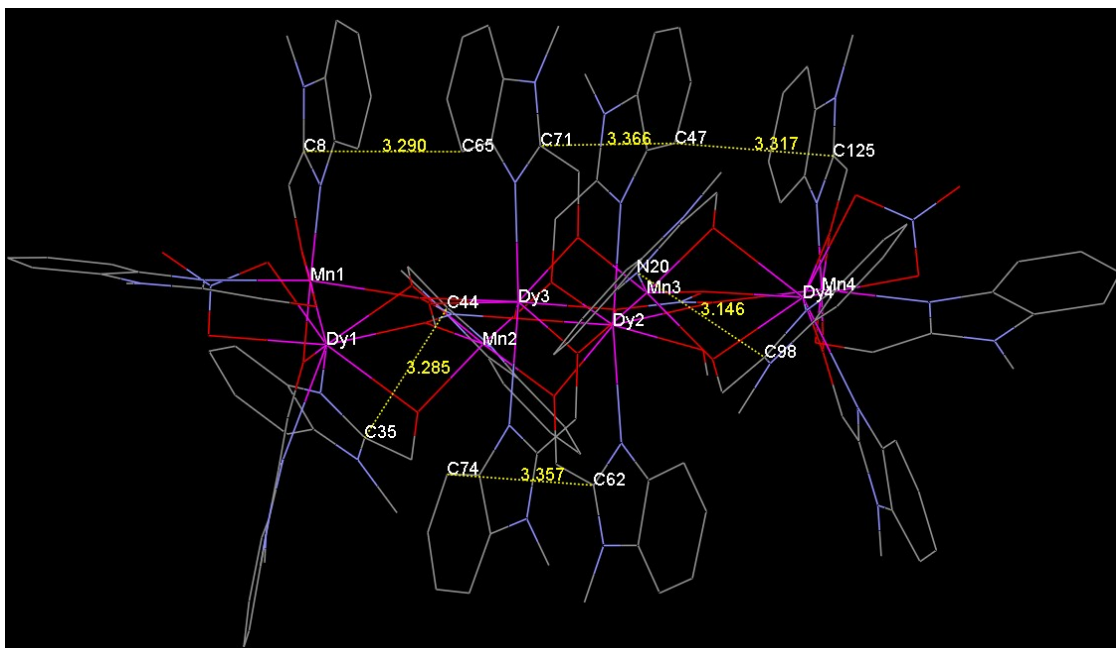 C8 3.290 C65 C71 3.366 C47 3.317 C125
Mn1 N20 Mn3 Dy4 Mn4
C44 Dy3 Dy2 3.146
Dy1 Mn2 C98
3.285
C35
C74 3.357 C62